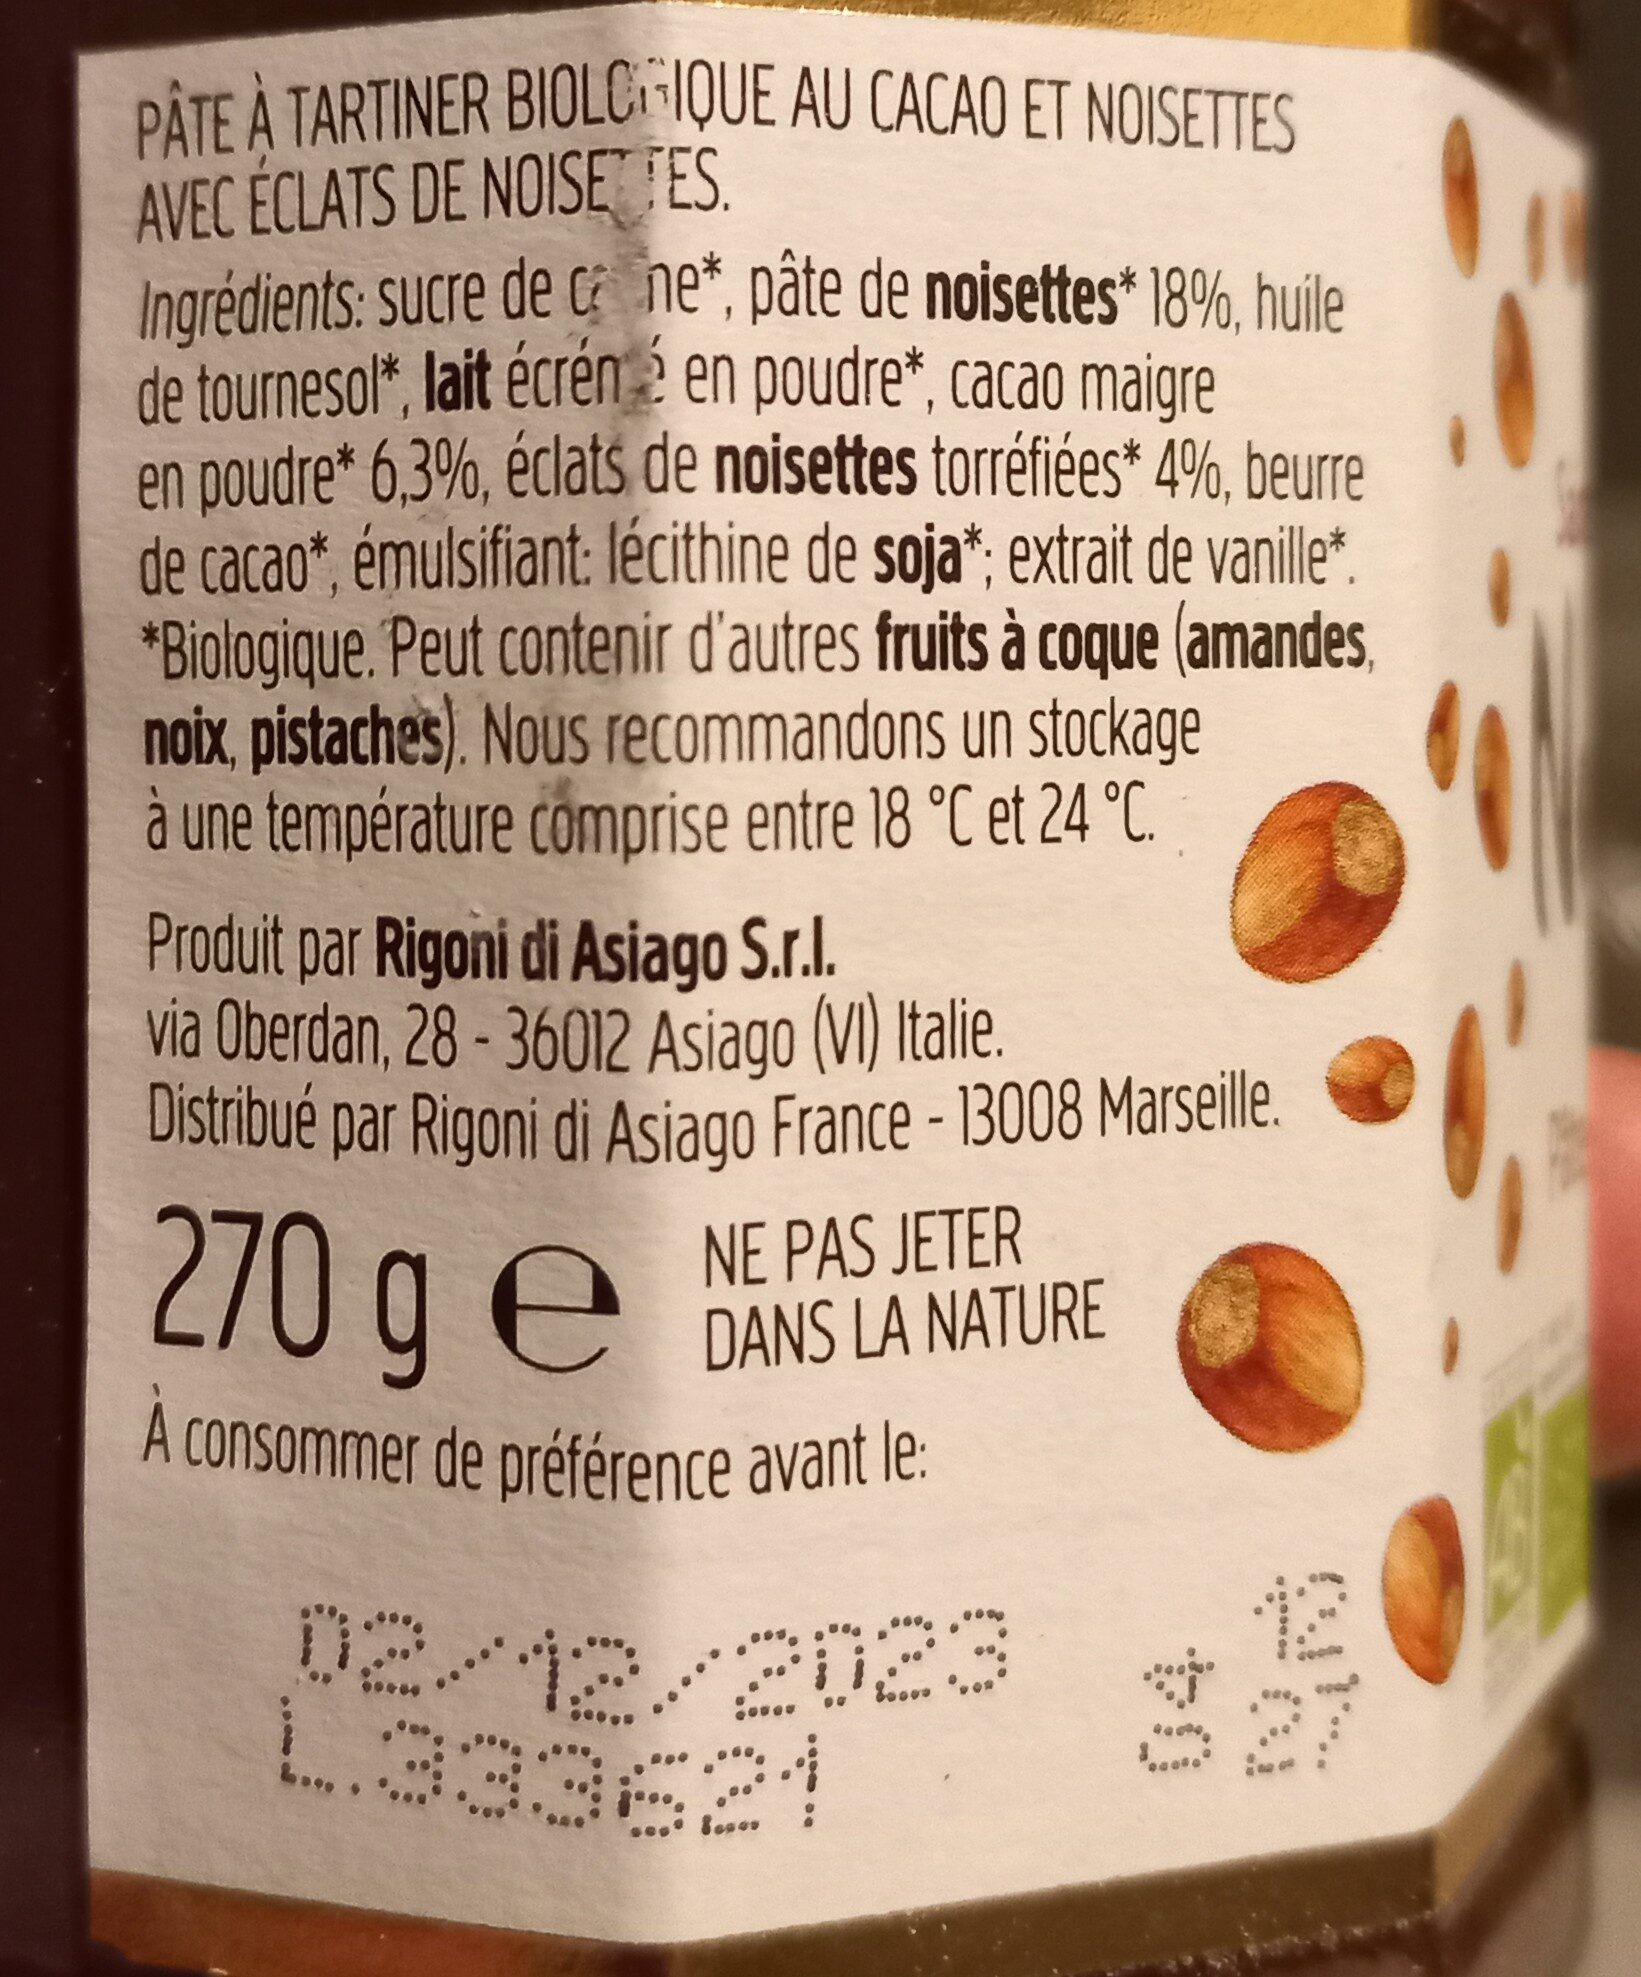 PÂTE À TARTINER BIOLOGIQUE AU CACAO ET NOISETTES
AVEC ÉCLATS DE NOISETTES.
Ingrédients: sucre de canne*, pâte de noisettes* 18%, huile
de tournesol*, lait écrémé en poudre*, cacao maigre
en poudre* 6,3%, éclats de noisettes torréfiées* 4%, beurre
de cacao*, émulsifiant: lécithine de soja*; extrait de vanille*.
*Biologique. Peut contenir d'autres fruits à coque (amandes,
noix, pistaches). Nous recommandons un stockage
à une température comprise entre 18 °C et 24 °C.
Produit par Rigoni di Asiago S.r.l.
via Oberdan, 28 - 36012 Asiago (VI) Italie.
Distribué par Rigoni di Asiago France - 13008 Marseille.
270 g e
NE PAS JETER
DANS LA NATURE
À consommer de préférence avant le:
02/12/2023
L.333521
12
27